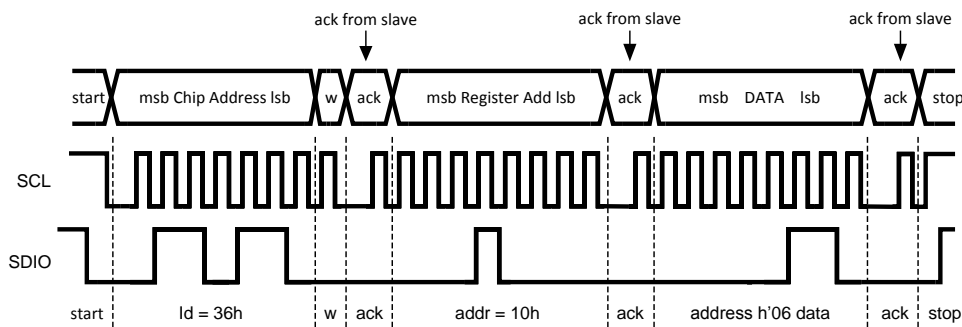 ack from slave ack from slave ack from slave
start msb Chip Address lsb w ack msb Register Add lsb ack msb DATA lsb ack stop
SCL
SDIO
start Id = 36h w ack addr = 10h ack address h'06 data ack stop